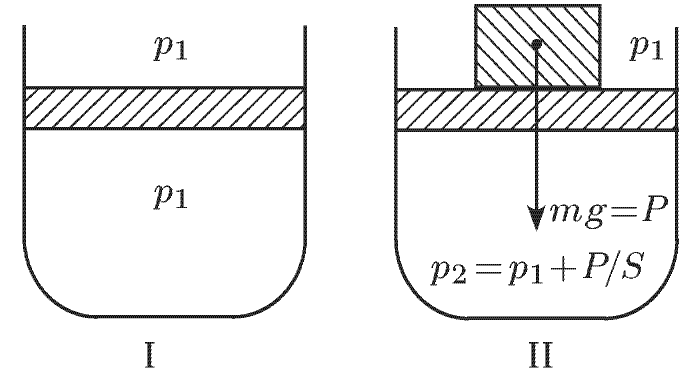 p₁
p₁
I
p₁
mg=P
p₂=p₁+P/S
II